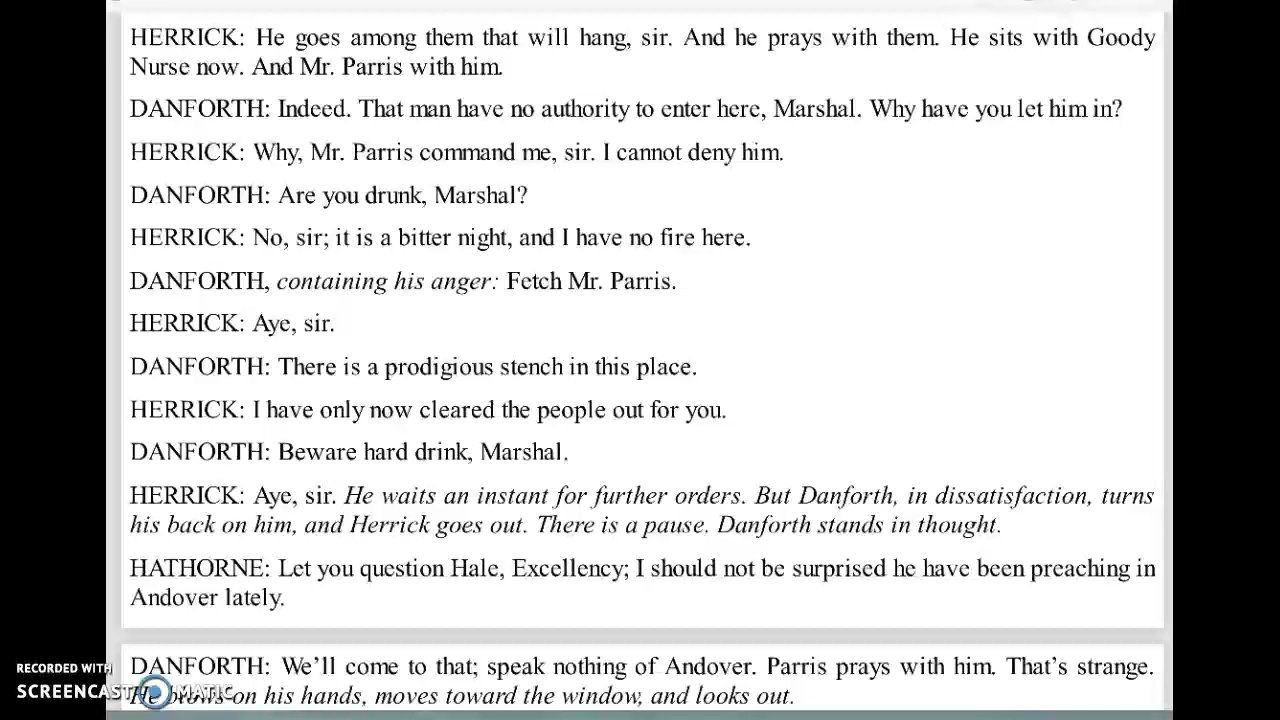 HERRICK: He goes among them that will hang, sir. And he prays with them. He sits with Goody
Nurse now. And Mr. Parris with him.
DANFORTH: Indeed. That man have no authority to enter here, Marshal. Why have you let him in?
HERRICK: Why, Mr. Parris command me, sir. I cannot deny him.
DANFORTH: Are you drunk, Marshal?
HERRICK: No, sir; it is a bitter night, and I have no fire here.
DANFORTH, containing his anger: Fetch Mr. Parris.
HERRICK: Aye, sir.
DANFORTH: There is a prodigious stench in this place.
HERRICK: I have only now cleared the people out for you.
DANFORTH: Beware hard drink, Marshal.
HERRICK: Aye, sir. He waits an instant for further orders. But Danforth, in dissatisfaction, turns
his back on him, and Herrick goes out. There is a pause. Danforth stands in thought.
HATHORNE: Let you question Hale, Excellency; I should not be surprised he have been preaching in
Andover lately.
DANFORTH: We'll come to that; speak nothing of Andover. Parris prays with him. That's strange.
He blows on his hands, moves toward the window, and looks out.
RECORDED WITH
SCREENCAST MATIC